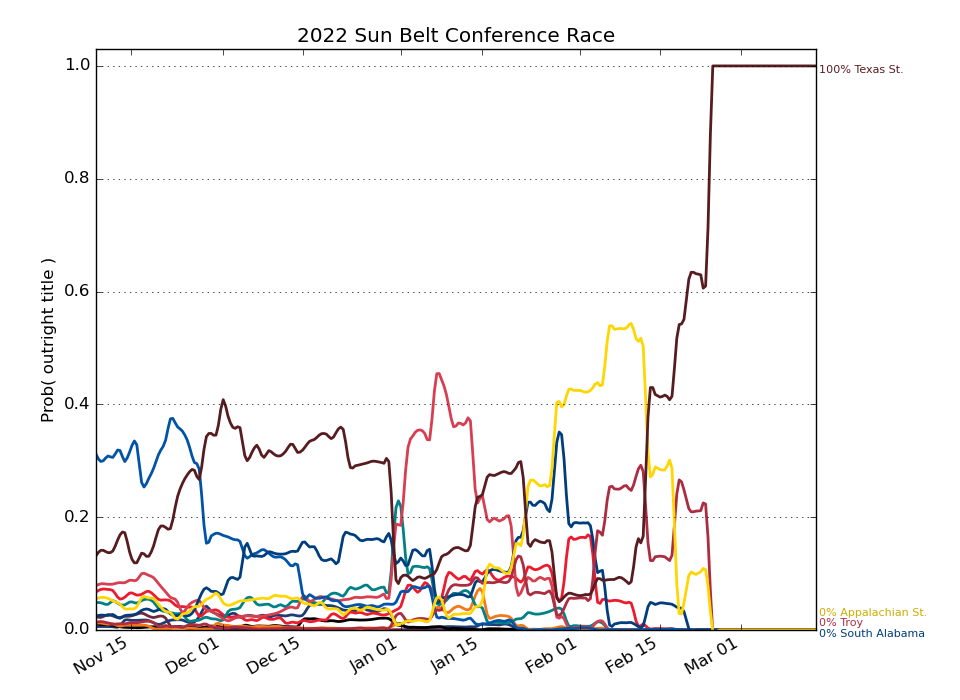 2022 Sun Belt Conference Race
Prob( outright title )
1.0
0.8
0.6
0.4
0.2
0.0
Nov 15
Dec 01
Dec 15
Jan 01
Jan 15
Feb 01
Feb 15
Mar 01
100% Texas St.
0% Appalachian St.
0% Troy
0% South Alabama